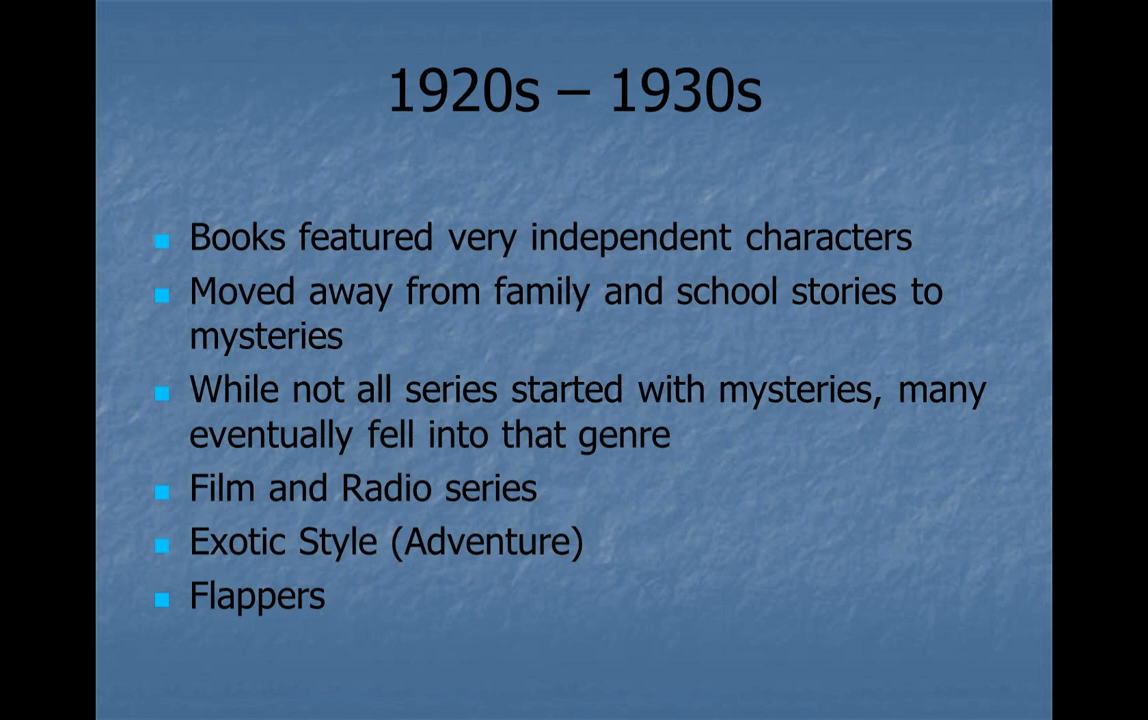 1920s – 1930s
Books featured very independent characters
Moved away from family and school stories to
mysteries
While not all series started with mysteries, many
eventually fell into that genre
Film and Radio series
Exotic Style (Adventure)
Flappers